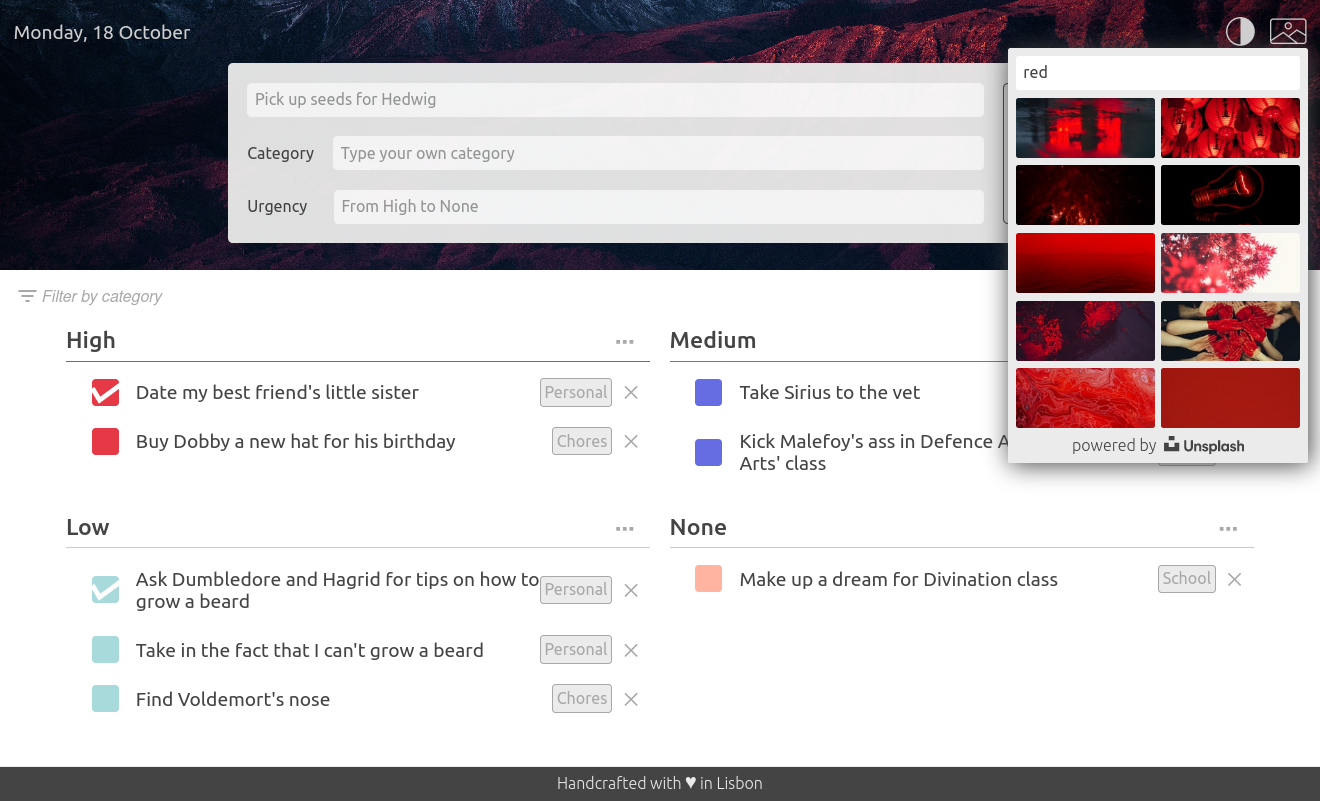 Monday, 18 October
red
Pick up seeds for Hedwig
Category
Type your own category
Urgency
From High to None
powered by Unsplash
Filter by category
High
Date my best friend's little sister
Personal
Buy Dobby a new hat for his birthday
Chores
Medium
Take Sirius to the vet
Kick Malefoy's ass in Defence A
Arts' class
Low
Ask Dumbledore and Hagrid for tips on how to
grow a beard
Personal
Take in the fact that I can't grow a beard
Personal
Find Voldemort's nose
Chores
None
Make up a dream for Divination class
School
Handcrafted with ♥ in Lisbon